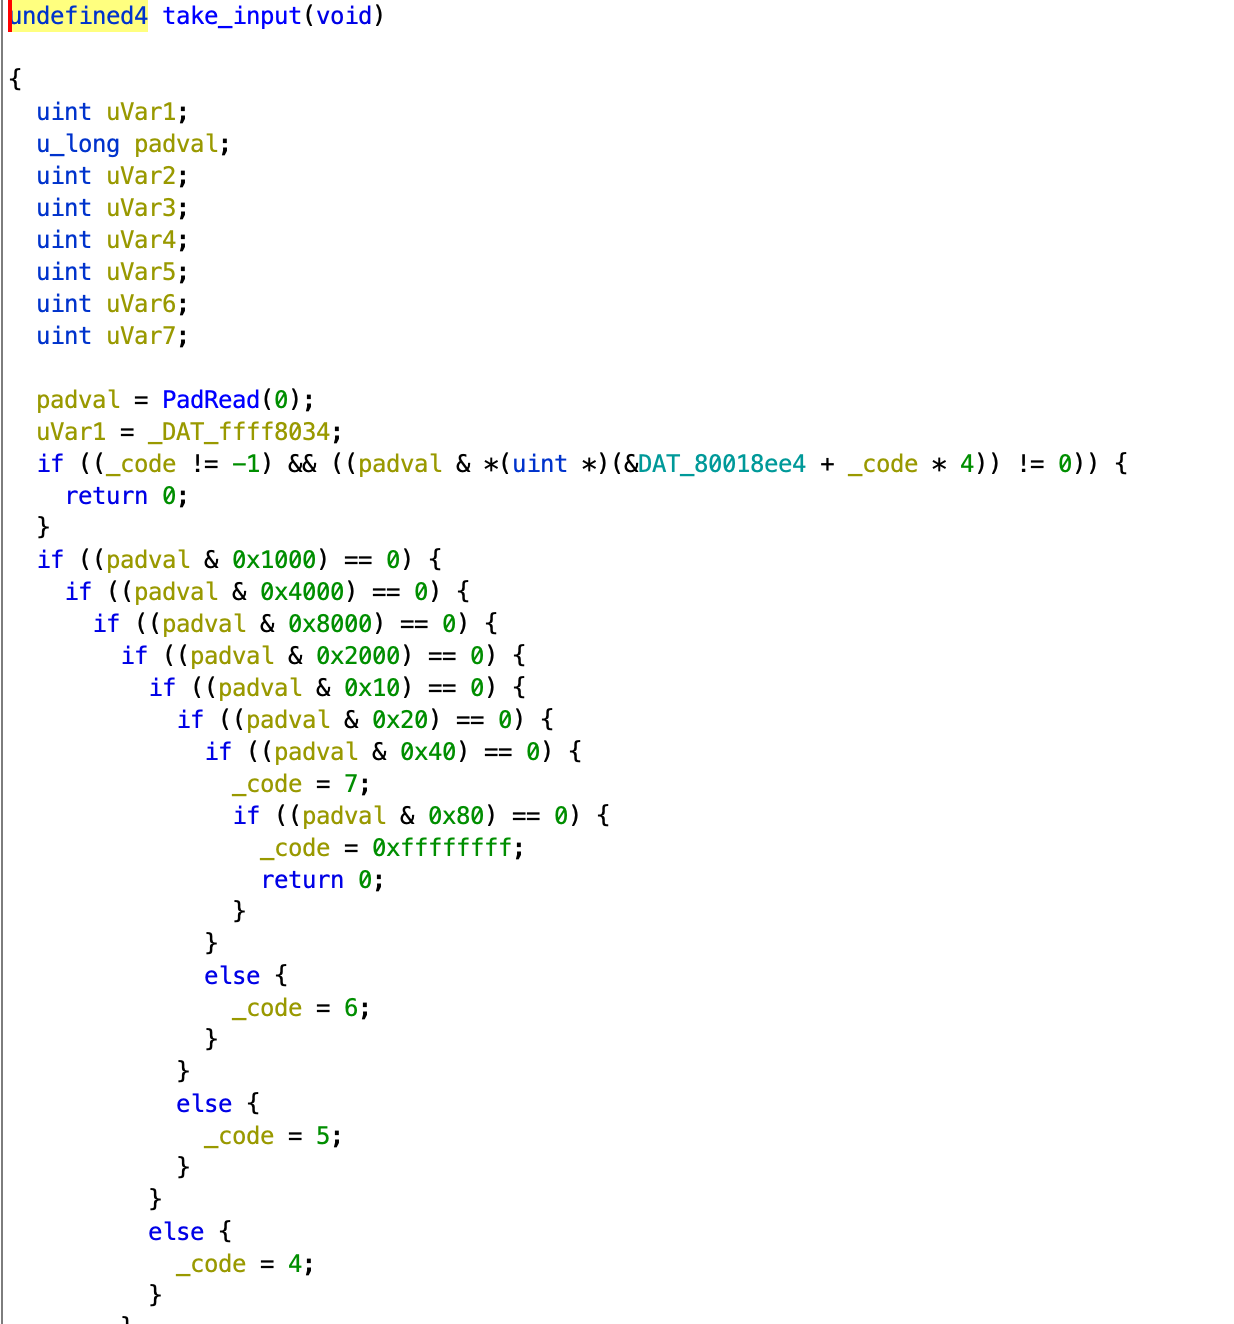 undefined4 take_input(void)
{
uint uVar1;
u_long padval;
uint uVar2;
uint uVar3;
uint uVar4;
uint uVar5;
uint uVar6;
uint uVar7;
padval = PadRead(0);
uVar1 = _DAT_ffff8034;
if ((_code != -1) && ((padval & *(uint *)(&DAT_80018ee4 + _code * 4)) != 0)) {
return 0;
}
if ((padval & 0x1000) == 0) {
if ((padval & 0x4000) == 0) {
if ((padval & 0x8000) == 0) {
if ((padval & 0x2000) == 0) {
if ((padval & 0x10) == 0) {
if ((padval & 0x20) == 0) {
if ((padval & 0x40) == 0) {
_code = 7;
if ((padval & 0x80) == 0) {
_code = 0xffffffff;
return 0;
}
}
else {
_code = 6;
}
}
else {
_code = 5;
}
}
else {
_code = 4;
}
}